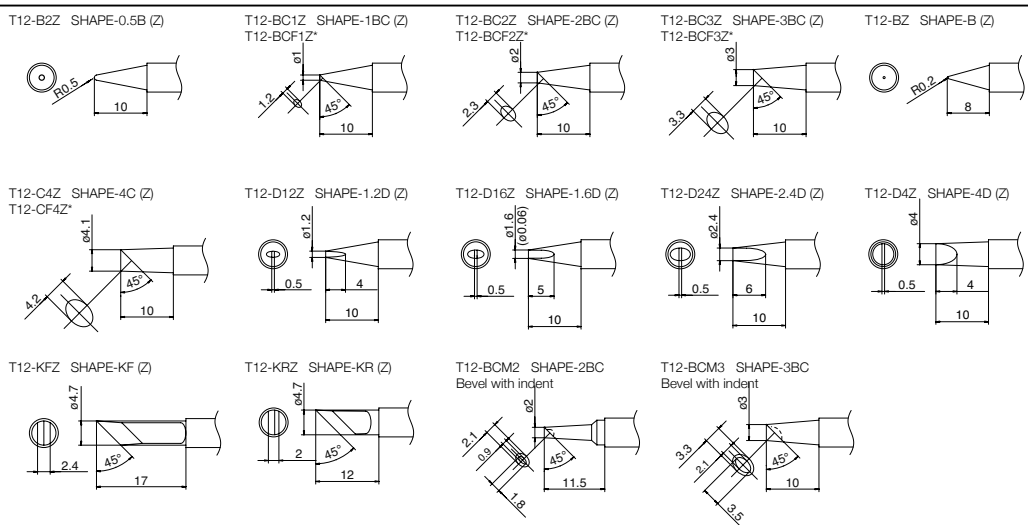 T12-B2Z SHAPE-0.5B (Z)
R0.5
10
T12-BC1Z SHAPE-1BC (Z)
T12-BCF1Z*
ø1
1.2
45°
10
T12-BC2Z SHAPE-2BC (Z)
T12-BCF2Z*
ø2
2.3
45°
10
T12-BC3Z SHAPE-3BC (Z)
T12-BCF3Z*
ø3
3.3
45°
10
T12-BZ SHAPE-B (Z)
R0.2
8
T12-C4Z SHAPE-4C (Z)
T12-CF4Z*
ø4.1
4.2
45°
10
T12-D12Z SHAPE-1.2D (Z)
ø1.2
0.5
4
10
T12-D16Z SHAPE-1.6D (Z)
ø1.6
(ø0.06)
0.5
5
10
T12-D24Z SHAPE-2.4D (Z)
ø2.4
0.5
6
10
T12-D4Z SHAPE-4D (Z)
ø4
0.5
4
10
T12-KFZ SHAPE-KF (Z)
ø4.7
2.4
45°
17
T12-KRZ SHAPE-KR (Z)
ø4.7
2
45°
12
T12-BCM2 SHAPE-2BC
Bevel with indent
ø2
2.1
0.9
1.8
45°
11.5
T12-BCM3 SHAPE-3BC
Bevel with indent
ø3
3.3
2.1
3.5
45°
10